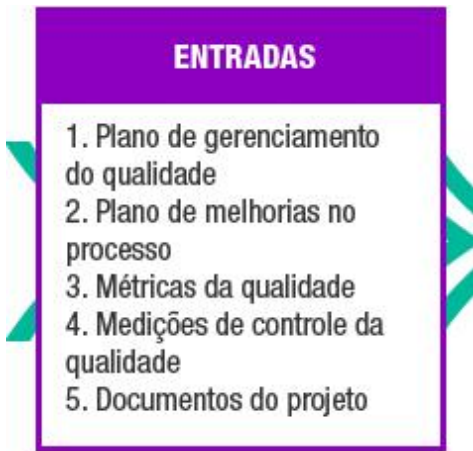 ENTRADAS
1. Plano de gerenciamento
do qualidade
2. Plano de melhorias no
processo
3. Métricas da qualidade
4. Medições de controle da
qualidade
5. Documentos do projeto